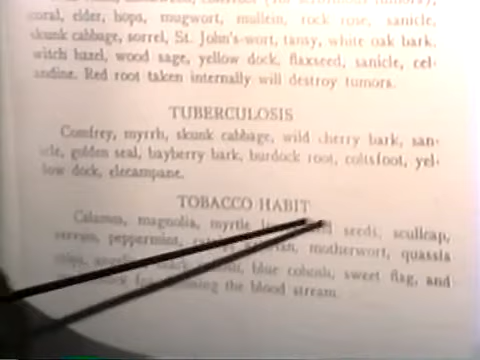 coral, elder, hops, mugwort, mullein, rock rose, sanicle,
skunk cabbage, sorrel, St. John's-wort, tansy, white oak bark,
witch hazel, wood sage, yellow dock, flaxseed, sanicle, cel-
andine. Red root taken internally will destroy tumors.
TUBERCULOSIS
Comfrey, myrrh, skunk cabbage, wild cherry bark, san-
icle, golden seal, bayberry bark, burdock root, coltsfoot, yel-
low dock, elecampane.
TOBACCO HABIT
Calamus, magnolia, myrtle seeds, scullcap,
peppermint, motherwort, quassia
blue cohosh, sweet flag, and
the blood stream.